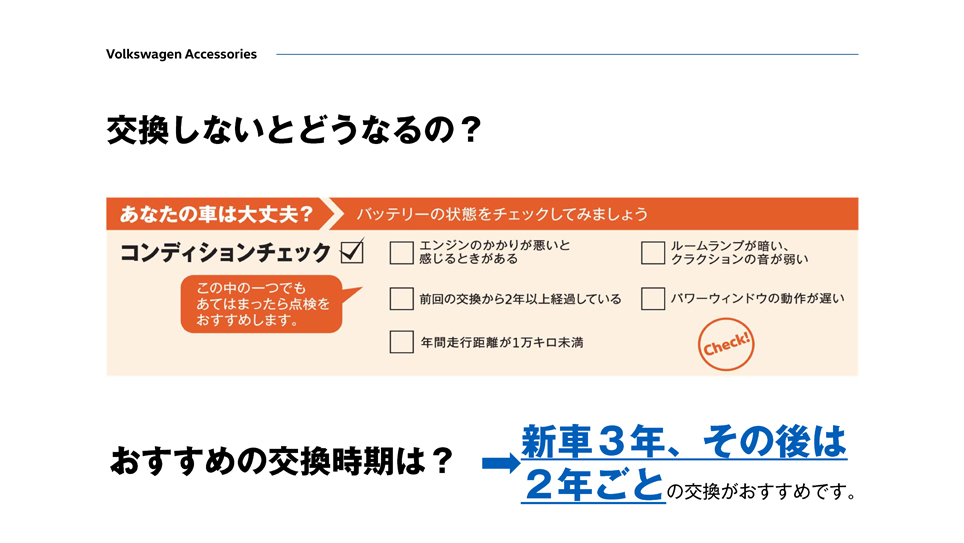 Volkswagen Accessories
交換しないとどうなるの？
あなたの車は大丈夫？
バッテリーの状態をチェックしてみましょう
コンディションチェック
この中の一つでも
あてはまったら点検を
おすすめします。
エンジンのかかりが悪いと
感じるときがある
前回の交換から2年以上経過している
年間走行距離が1万キロ未満
ルームランプが暗い、
クラクションの音が弱い
パワーウィンドウの動作が遅い
Check!
おすすめの交換時期は？
新車３年、その後は
２年ごとの交換がおすすめです。